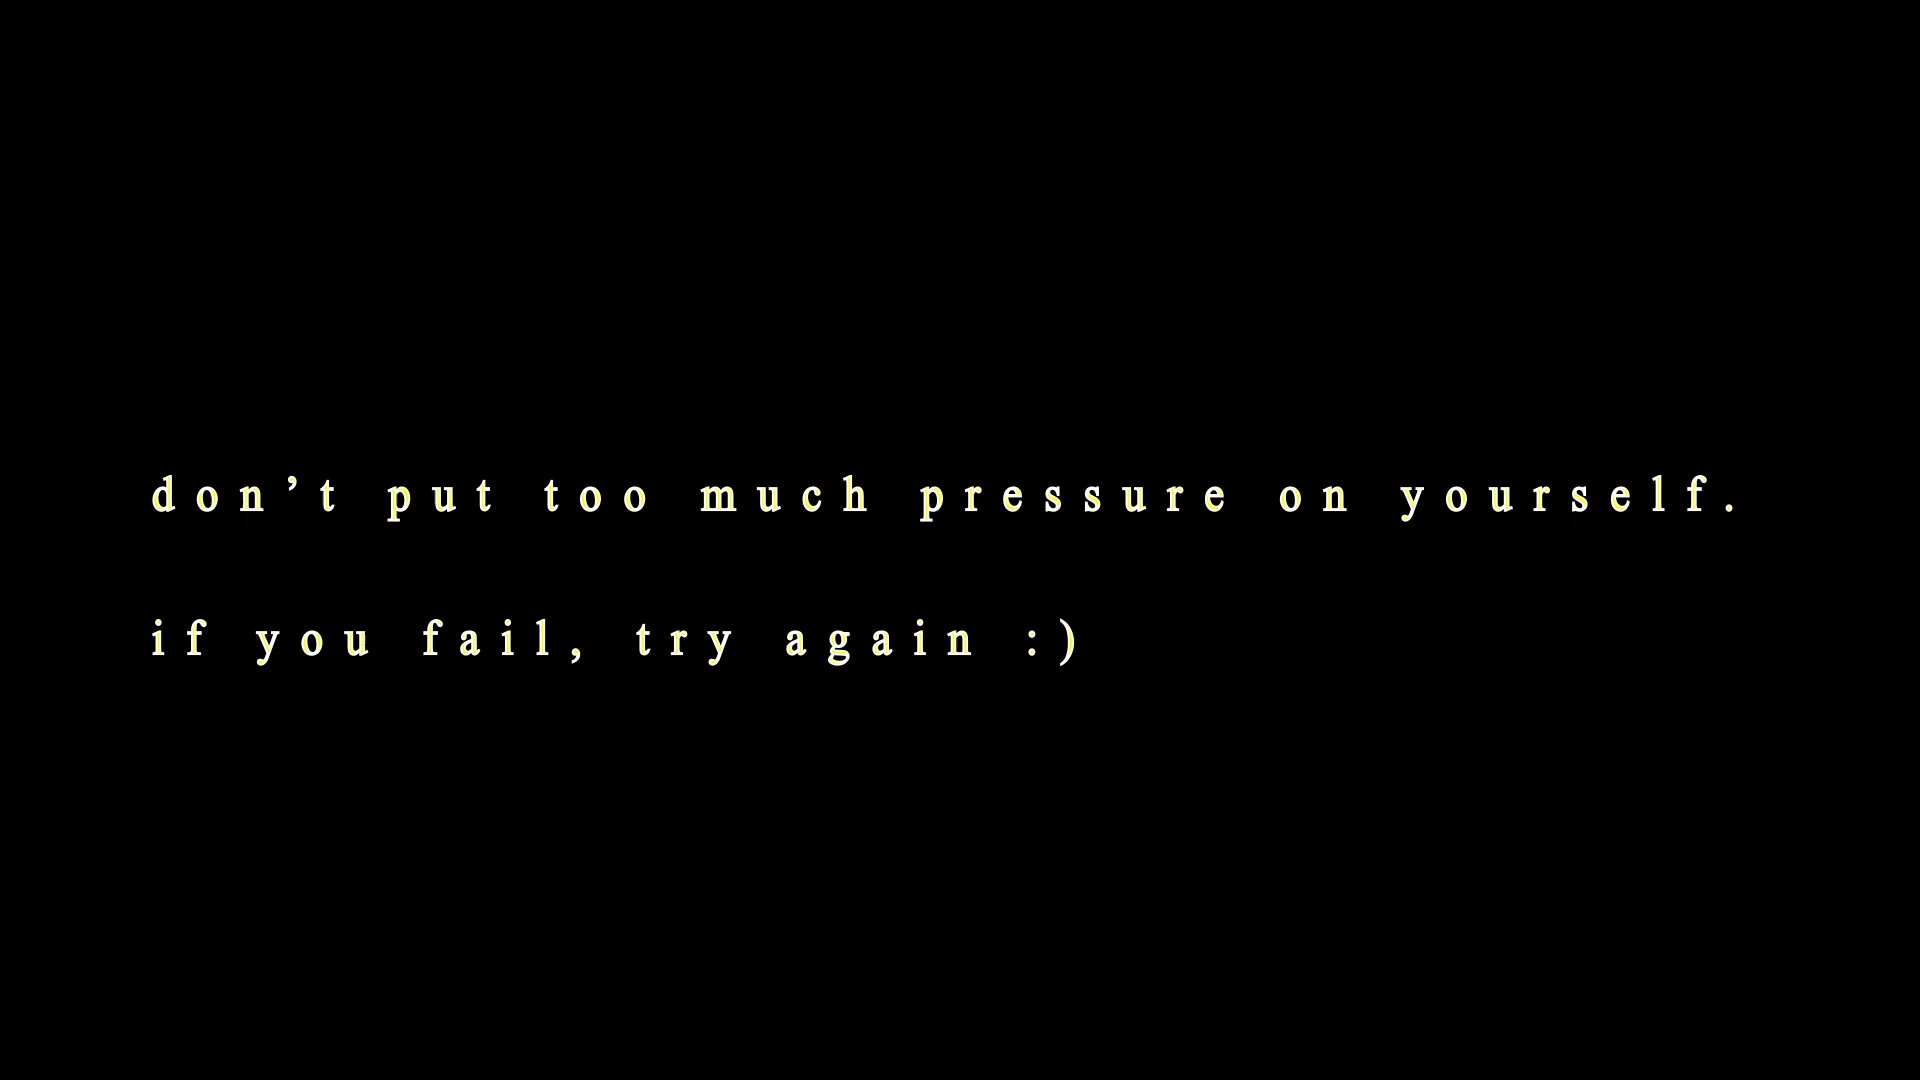 don’t put too much pressure on yourself.
if you fail, try again :)